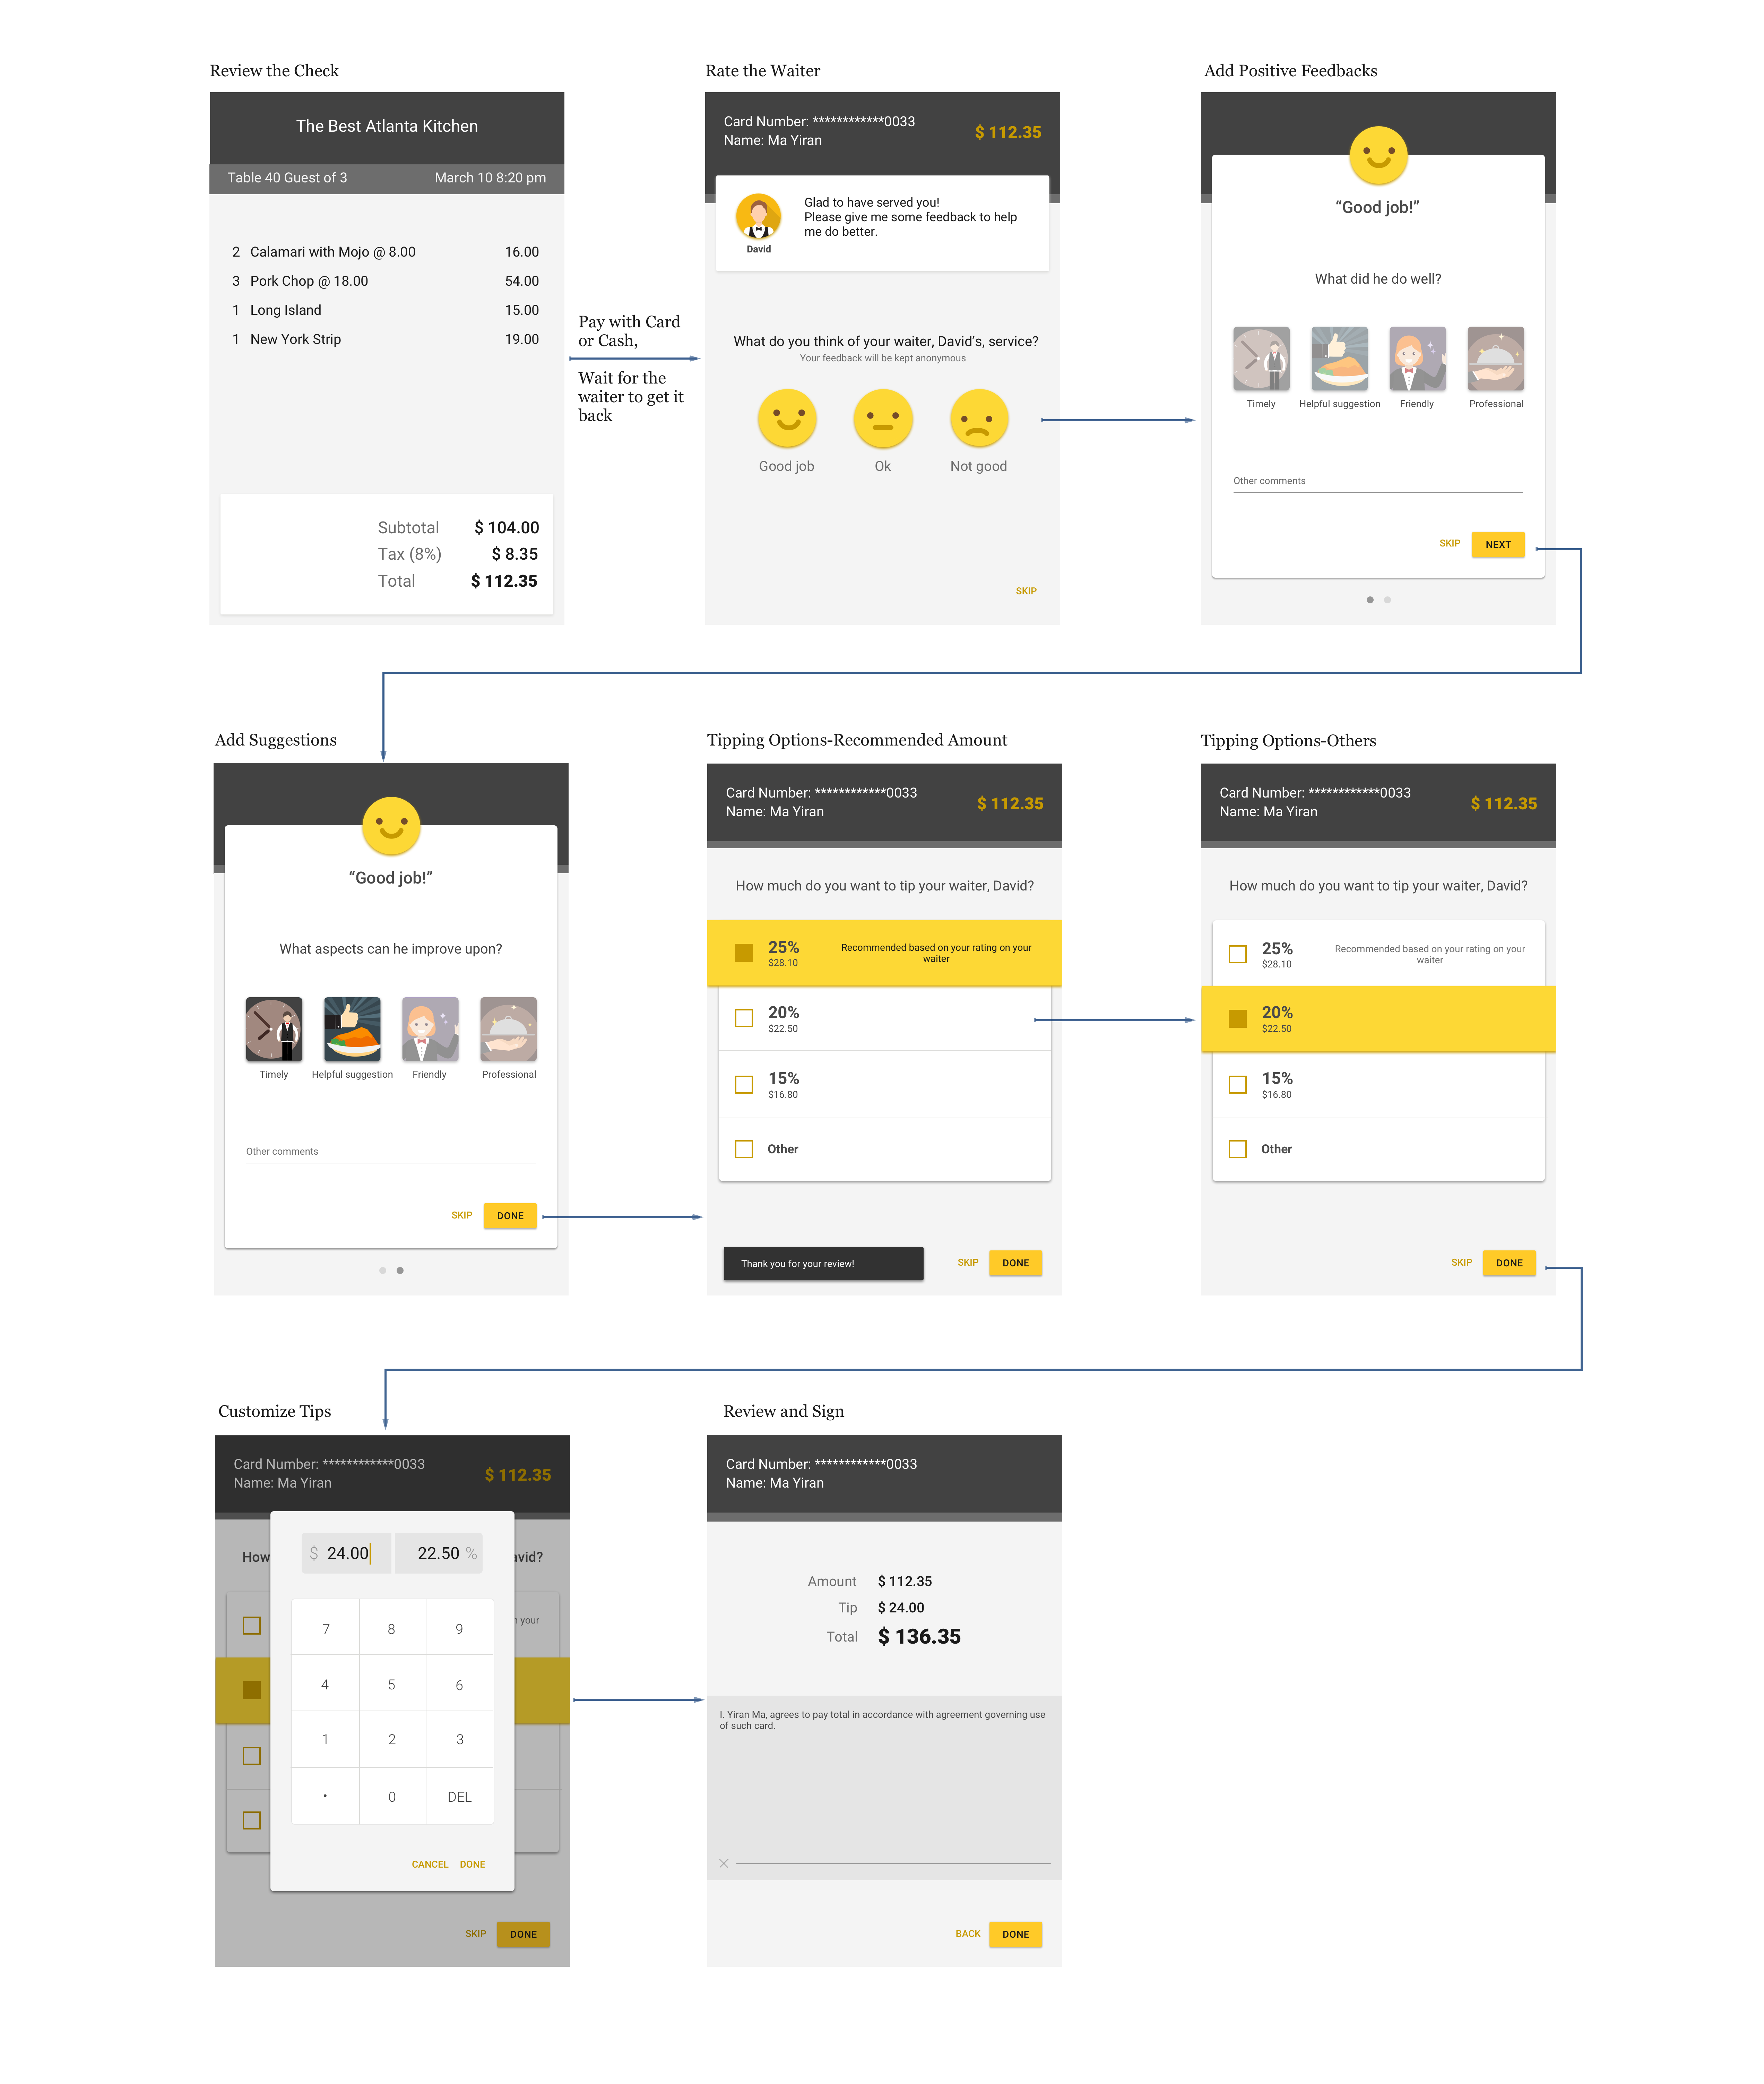 Review the Check
The Best Atlanta Kitchen
Table 40 Guest of 3 March 10 8:20 pm
2 Calamari with Mojo @ 8.00 16.00
3 Pork Chop @ 18.00 54.00
1 Long Island 15.00
1 New York Strip 19.00
Subtotal $ 104.00
Tax (8%) $ 8.35
Total $ 112.35
Pay with Card
or Cash,
Wait for the
waiter to get it
back
Rate the Waiter
Card Number: ************0033
Name: Ma Yiran
$ 112.35
Glad to have served you!
Please give me some feedback to help
me do better.
David
What do you think of your waiter, David's, service?
Your feedback will be kept anonymous
Good job Ok Not good
SKIP
Add Positive Feedbacks
“Good job!”
What did he do well?
Timely Helpful suggestion Friendly Professional
Other comments
SKIP NEXT
Add Suggestions
“Good job!”
What aspects can he improve upon?
Timely Helpful suggestion Friendly Professional
Other comments
SKIP DONE
Tipping Options-Recommended Amount
Card Number: ************0033
Name: Ma Yiran
$ 112.35
How much do you want to tip your waiter, David?
25%
$28.10
Recommended based on your rating on your
waiter
20%
$22.50
15%
$16.80
Other
Thank you for your review!
SKIP DONE
Tipping Options-Others
Card Number: ************0033
Name: Ma Yiran
$ 112.35
How much do you want to tip your waiter, David?
25%
$28.10
Recommended based on your rating on your
waiter
20%
$22.50
15%
$16.80
Other
SKIP DONE
Customize Tips
Card Number: ************0033
Name: Ma Yiran
$ 112.35
How avid?
n your
$ 24.00 22.50 %
7 8 9
4 5 6
1 2 3
. 0 DEL
CANCEL DONE
SKIP DONE
Review and Sign
Card Number: ************0033
Name: Ma Yiran
Amount $ 112.35
Tip $ 24.00
Total $ 136.35
I. Yiran Ma, agrees to pay total in accordance with agreement governing use
of such card.
BACK DONE